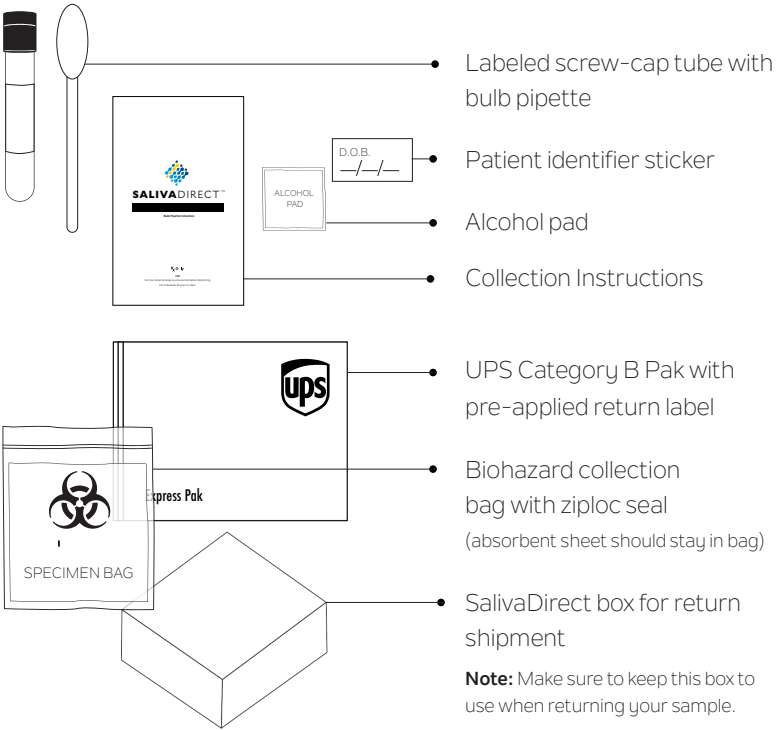 Labeled screw-cap tube with
bulb pipette
D.O.B.
__/__/__
Patient identifier sticker
ALCOHOL
PAD
Alcohol pad
SALIVADIRECT™
Collection Instructions
ups
UPS Category B Pak with
pre-applied return label
Express Pak
Biohazard collection
bag with ziploc seal
(absorbent sheet should stay in bag)
SPECIMEN BAG
SalivaDirect box for return
shipment
Note: Make sure to keep this box to
use when returning your sample.